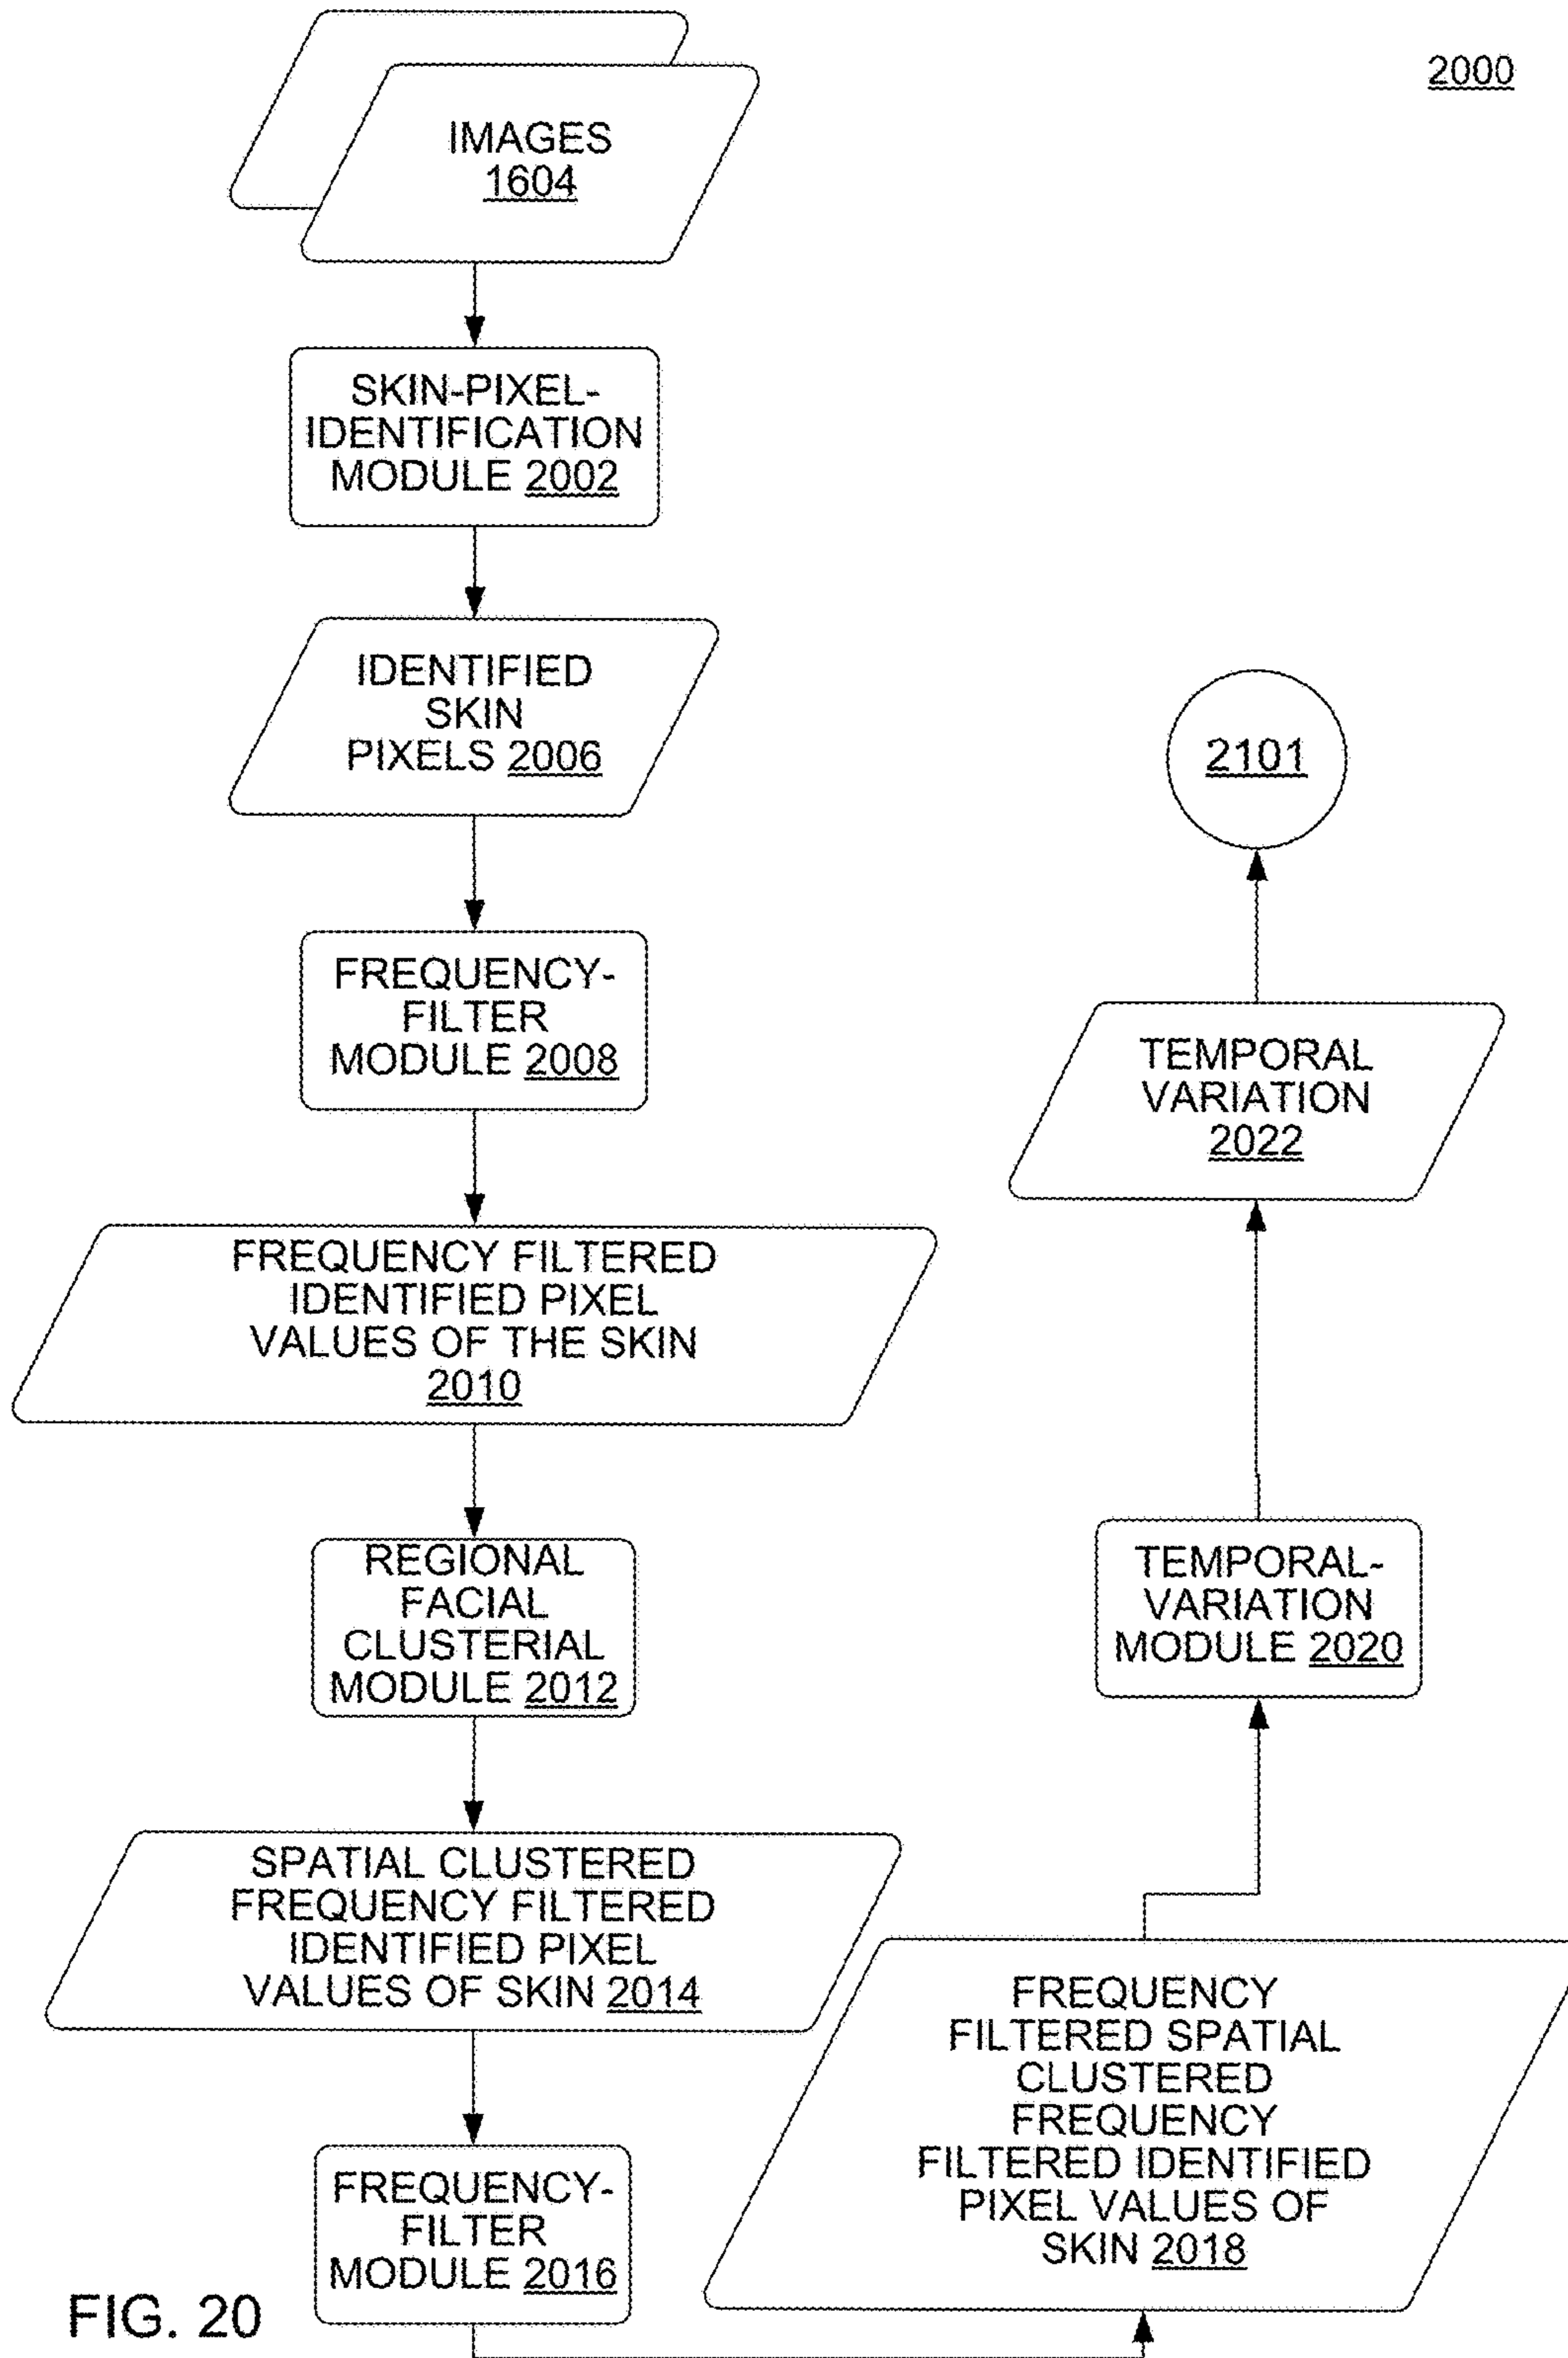 2000
IMAGES
1604
SKIN-PIXEL-
IDENTIFICATION
MODULE 2002
IDENTIFIED
SKIN
PIXELS 2006
FREQUENCY-
FILTER
MODULE 2008
FREQUENCY FILTERED
IDENTIFIED PIXEL
VALUES OF THE SKIN
2010
REGIONAL
FACIAL
CLUSTERIAL
MODULE 2012
SPATIAL CLUSTERED
FREQUENCY FILTERED
IDENTIFIED PIXEL
VALUES OF SKIN 2014
FREQUENCY-
FILTER
MODULE 2016
FREQUENCY
FILTERED SPATIAL
CLUSTERED
FREQUENCY
FILTERED IDENTIFIED
PIXEL VALUES OF
SKIN 2018
TEMPORAL-
VARIATION
MODULE 2020
TEMPORAL
VARIATION
2022
2101
FIG. 20